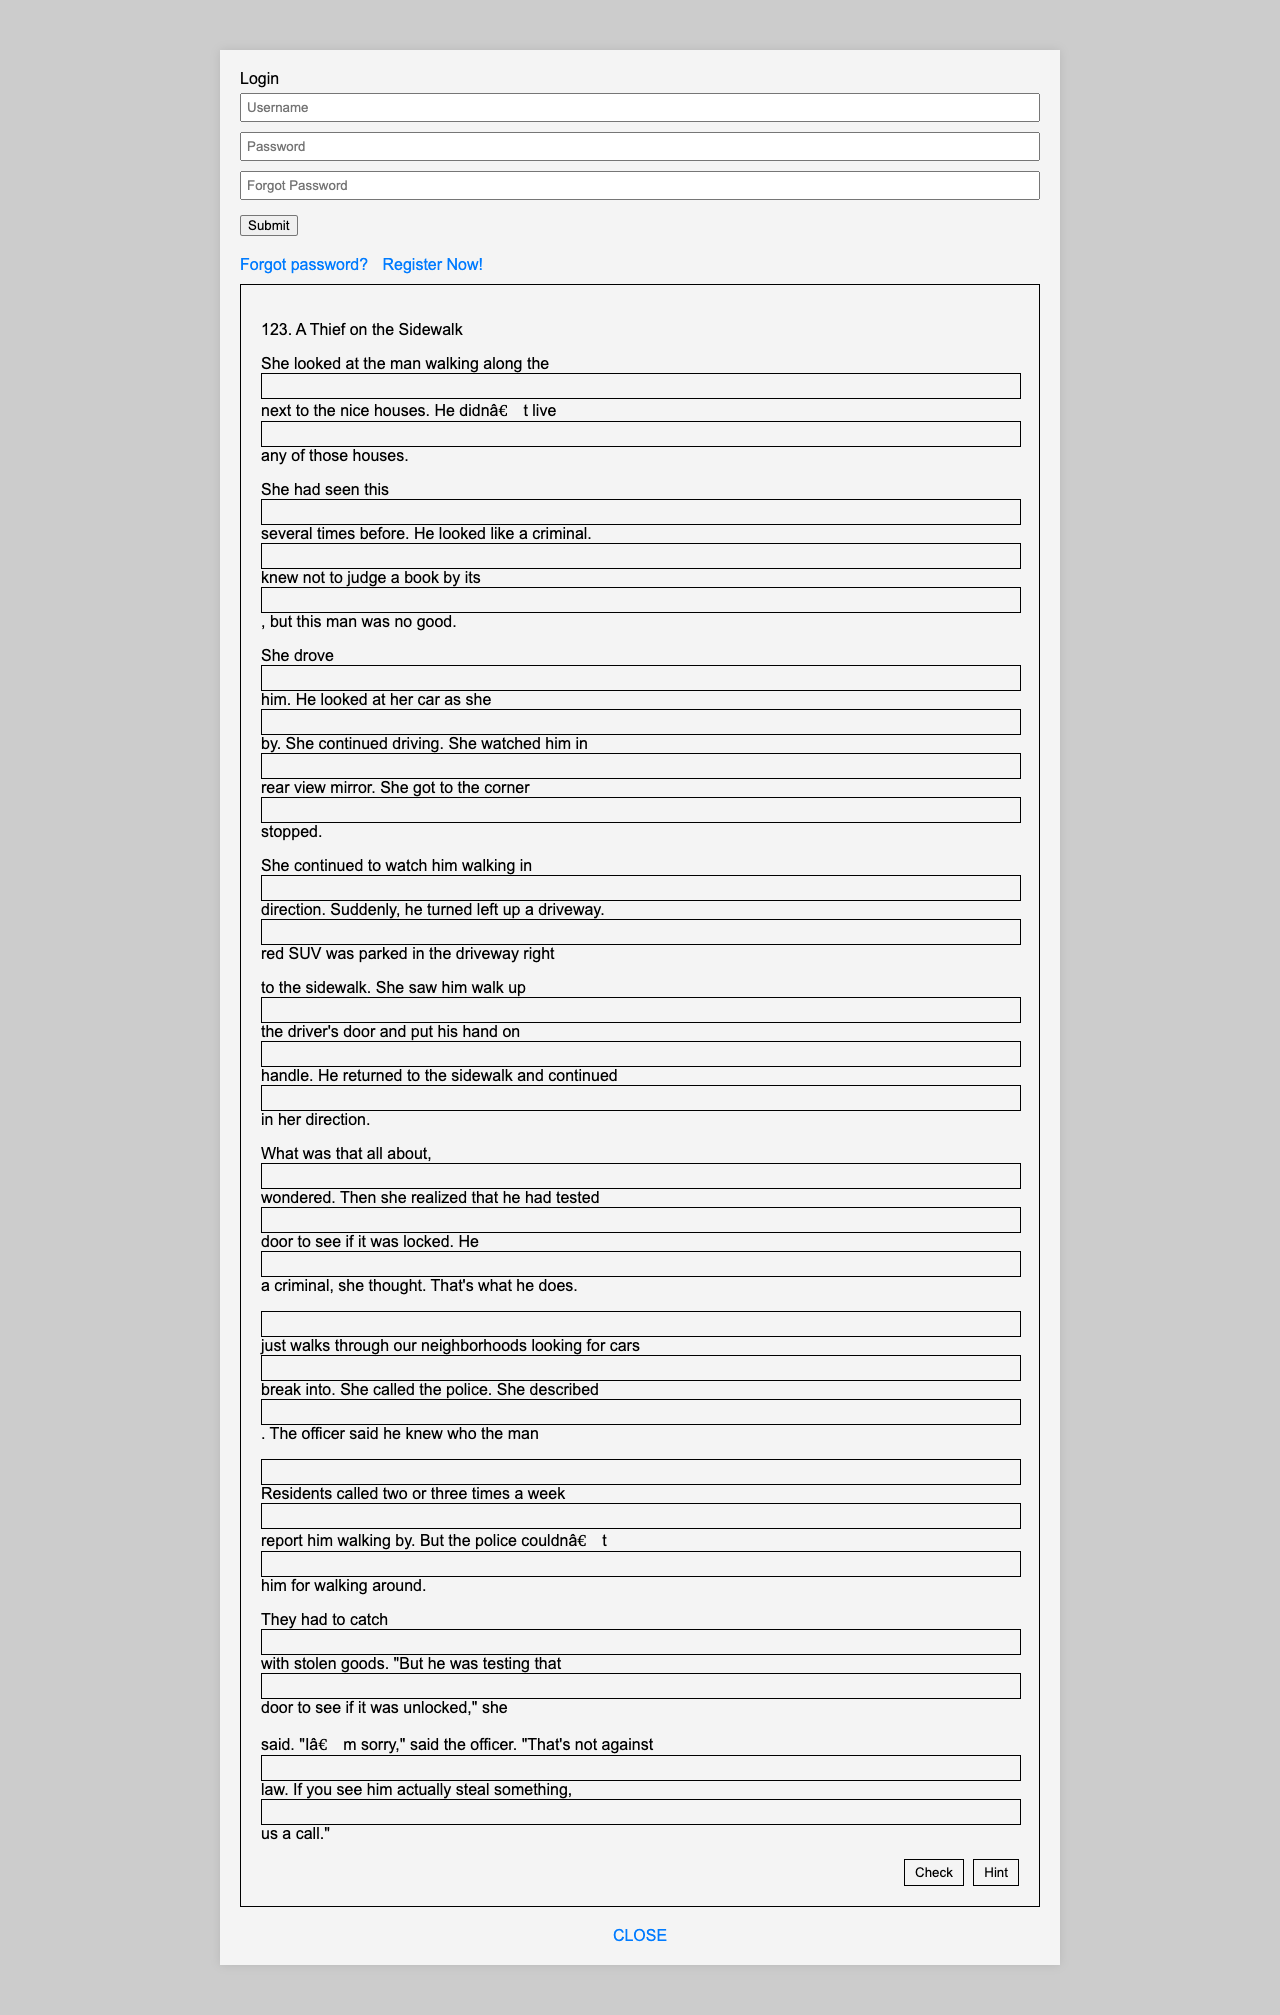 Login
Username
Password
Forgot Password
Submit
Forgot password? Register Now!
123. A Thief on the Sidewalk
She looked at the man walking along the
next to the nice houses. He didnâ€ t live
any of those houses.
She had seen this
several times before. He looked like a criminal.
knew not to judge a book by its
, but this man was no good.
She drove
him. He looked at her car as she
by. She continued driving. She watched him in
rear view mirror. She got to the corner
stopped.
She continued to watch him walking in
direction. Suddenly, he turned left up a driveway.
red SUV was parked in the driveway right
to the sidewalk. She saw him walk up
the driver's door and put his hand on
handle. He returned to the sidewalk and continued
in her direction.
What was that all about,
wondered. Then she realized that he had tested
door to see if it was locked. He
a criminal, she thought. That's what he does.
just walks through our neighborhoods looking for cars
break into. She called the police. She described
. The officer said he knew who the man
Residents called two or three times a week
report him walking by. But the police couldnâ€ t
him for walking around.
They had to catch
with stolen goods. "But he was testing that
door to see if it was unlocked," she
said. "Iâ€ m sorry," said the officer. "That's not against
law. If you see him actually steal something,
us a call."
Check Hint
CLOSE